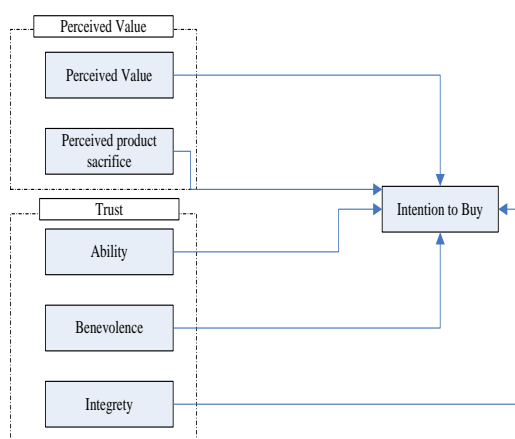 Perceived Value
Perceived Value
Perceived product
sacrifice
Intention to Buy
Trust
Ability
Benevolence
Integrety